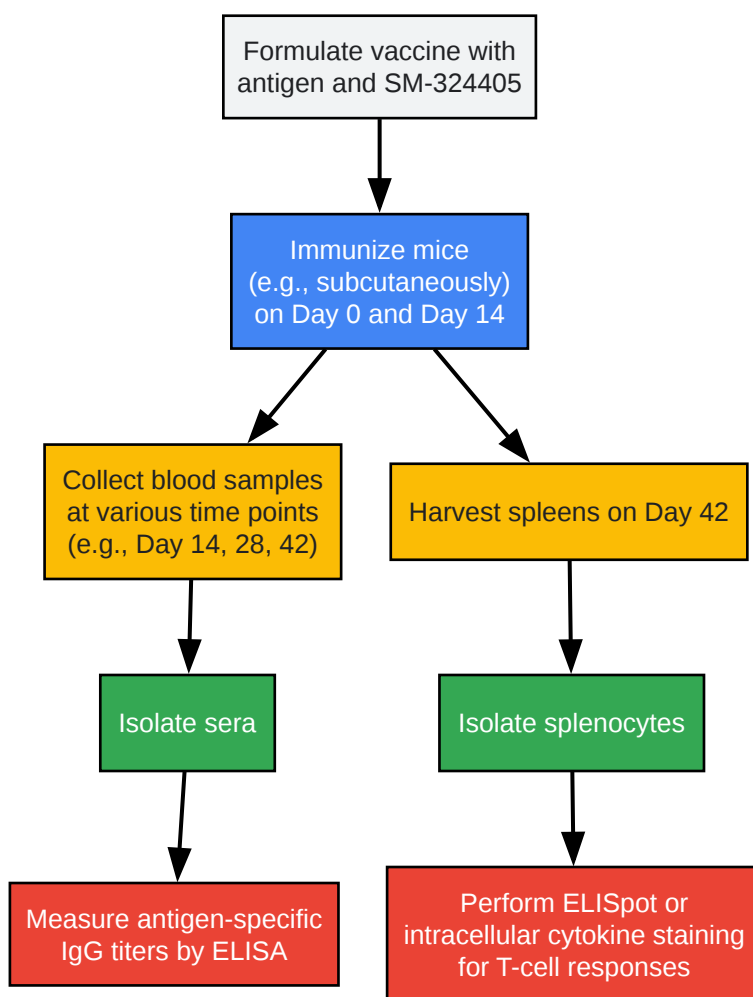 Formulate vaccine with
antigen and SM-324405
Immunize mice
(e.g., subcutaneously)
on Day 0 and Day 14
Collect blood samples
at various time points
(e.g., Day 14, 28, 42)
Harvest spleens on Day 42
Isolate sera
Isolate splenocytes
Measure antigen-specific
IgG titers by ELISA
Perform ELISpot or
intracellular cytokine staining
for T-cell responses